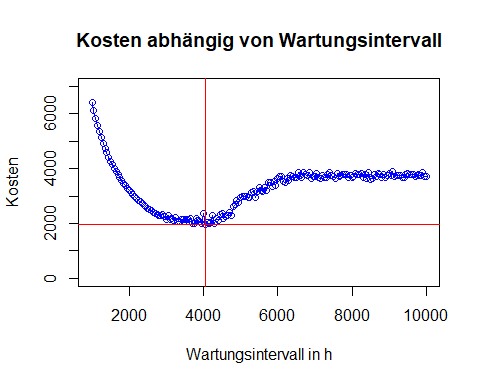 Kosten abhängig von Wartungsintervall
Kosten
6000
4000
2000
0
2000 4000 6000 8000 10000
Wartungsintervall in h